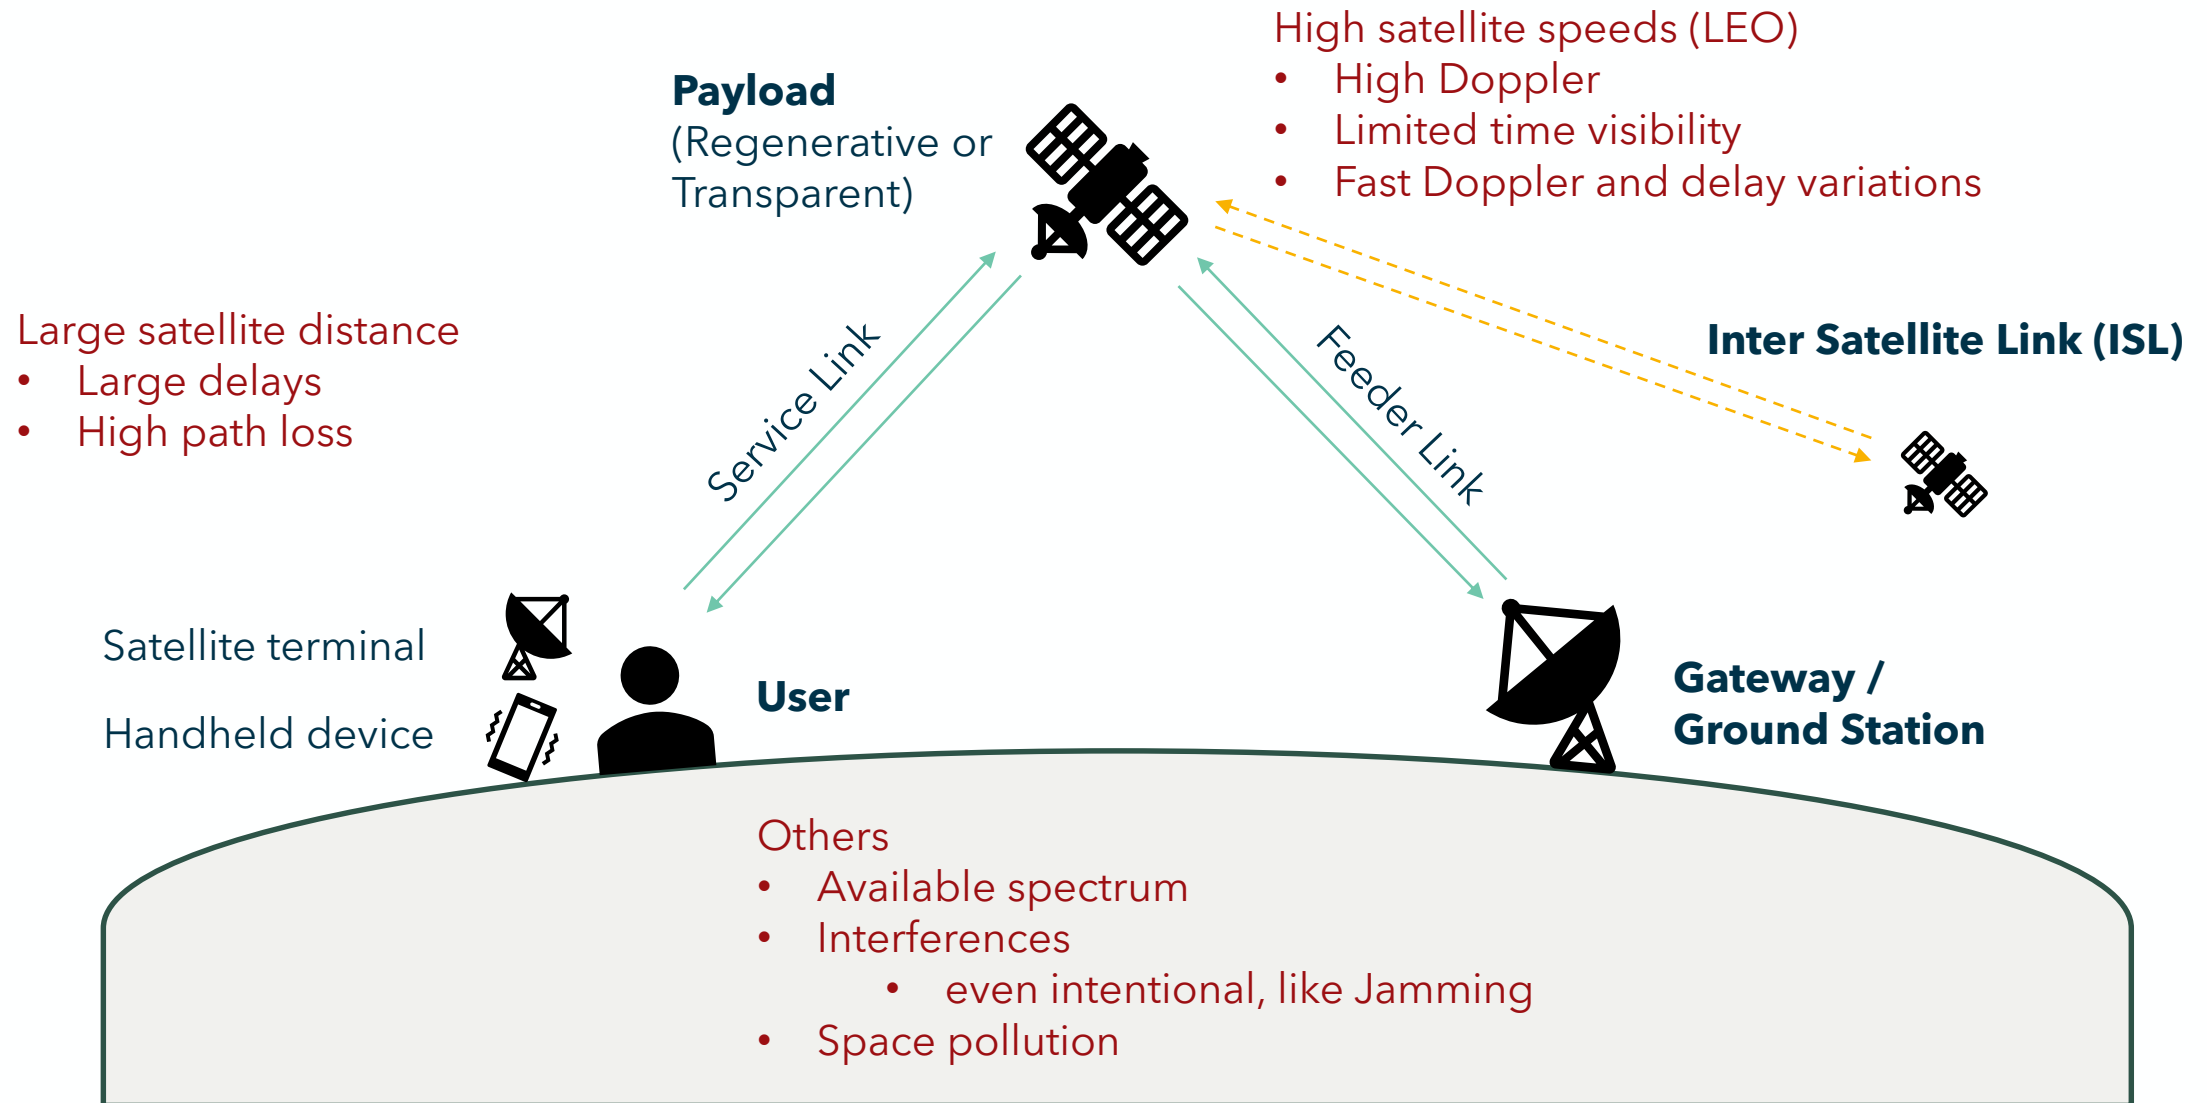 High satellite speeds (LEO)
• High Doppler
• Limited time visibility
• Fast Doppler and delay variations
Payload
(Regenerative or
Transparent)
Large satellite distance
• Large delays
• High path loss
Service Link
Feeder Link
Inter Satellite Link (ISL)
Satellite terminal
Handheld device
User
Gateway /
Ground Station
Others
• Available spectrum
• Interferences
• even intentional, like Jamming
• Space pollution